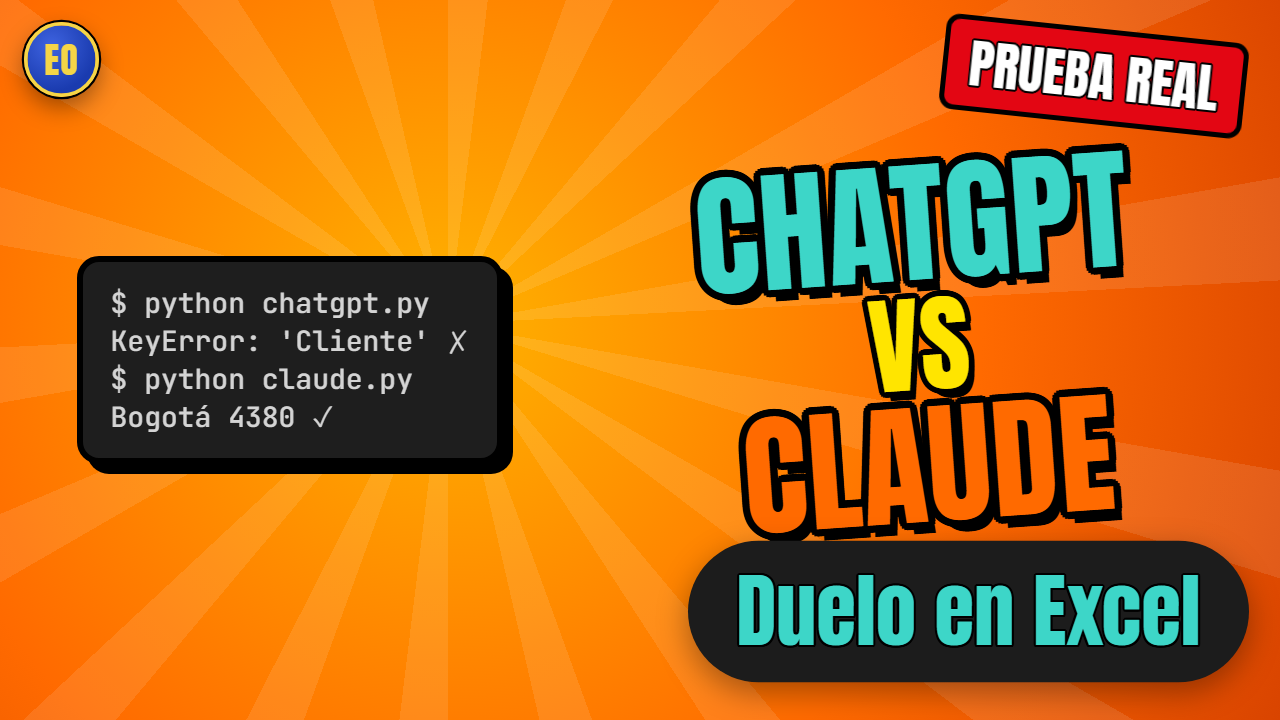 EO
PRUEBA REAL
$ python chatgpt.py
KeyError: 'Cliente' ✗
$ python claude.py
Bogotá 4380 ✓
CHATGPT
VS
CLAUDE
Duelo en Excel